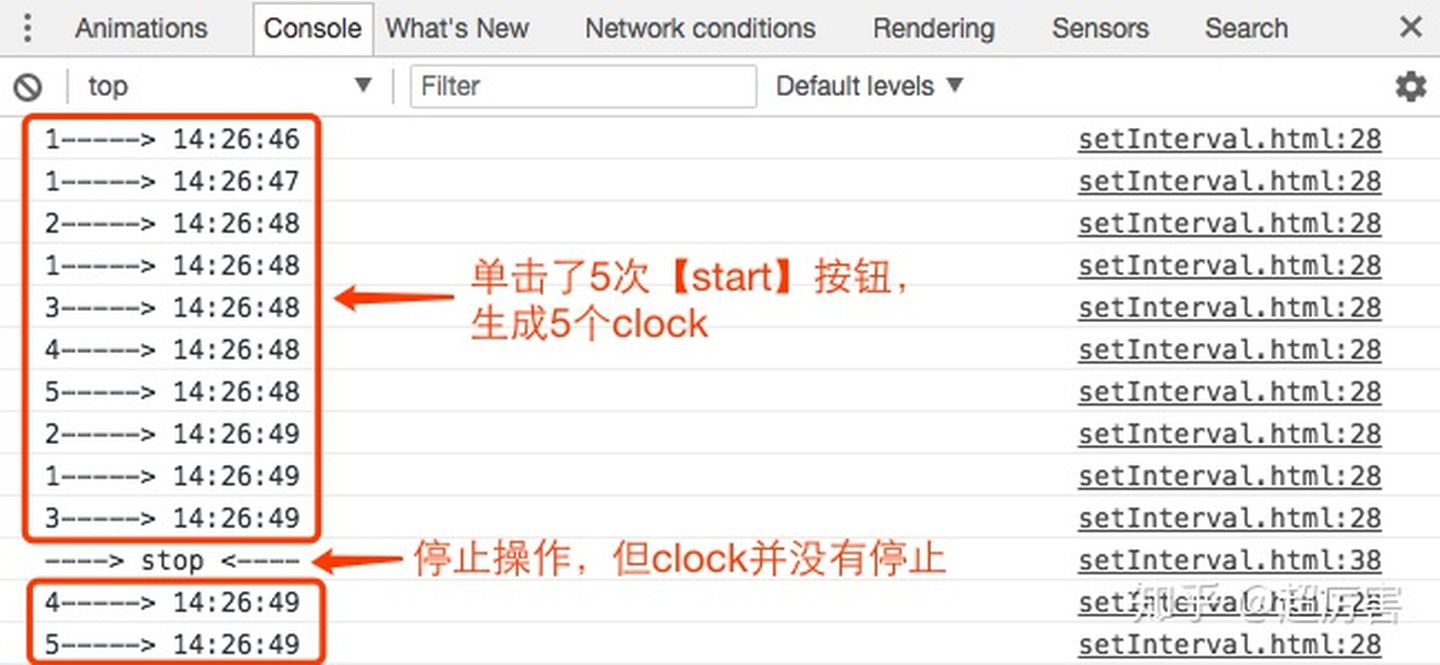 Animations Console What's New Network conditions Rendering Sensors Search
top Filter Default levels
1-----> 14:26:46 setInterval.html:28
1-----> 14:26:47 setInterval.html:28
2-----> 14:26:48 setInterval.html:28
1-----> 14:26:48 setInterval.html:28
3-----> 14:26:48 setInterval.html:28
4-----> 14:26:48 setInterval.html:28
5-----> 14:26:48 setInterval.html:28
2-----> 14:26:49 setInterval.html:28
1-----> 14:26:49 setInterval.html:28
3-----> 14:26:49 setInterval.html:28
单击了5次【start】按钮，
生成5个clock
----> stop <---- setInterval.html:38
停止操作，但clock并没有停止
4-----> 14:26:49 setInterval.html:28
5-----> 14:26:49 setInterval.html:28
知乎 @超厉害